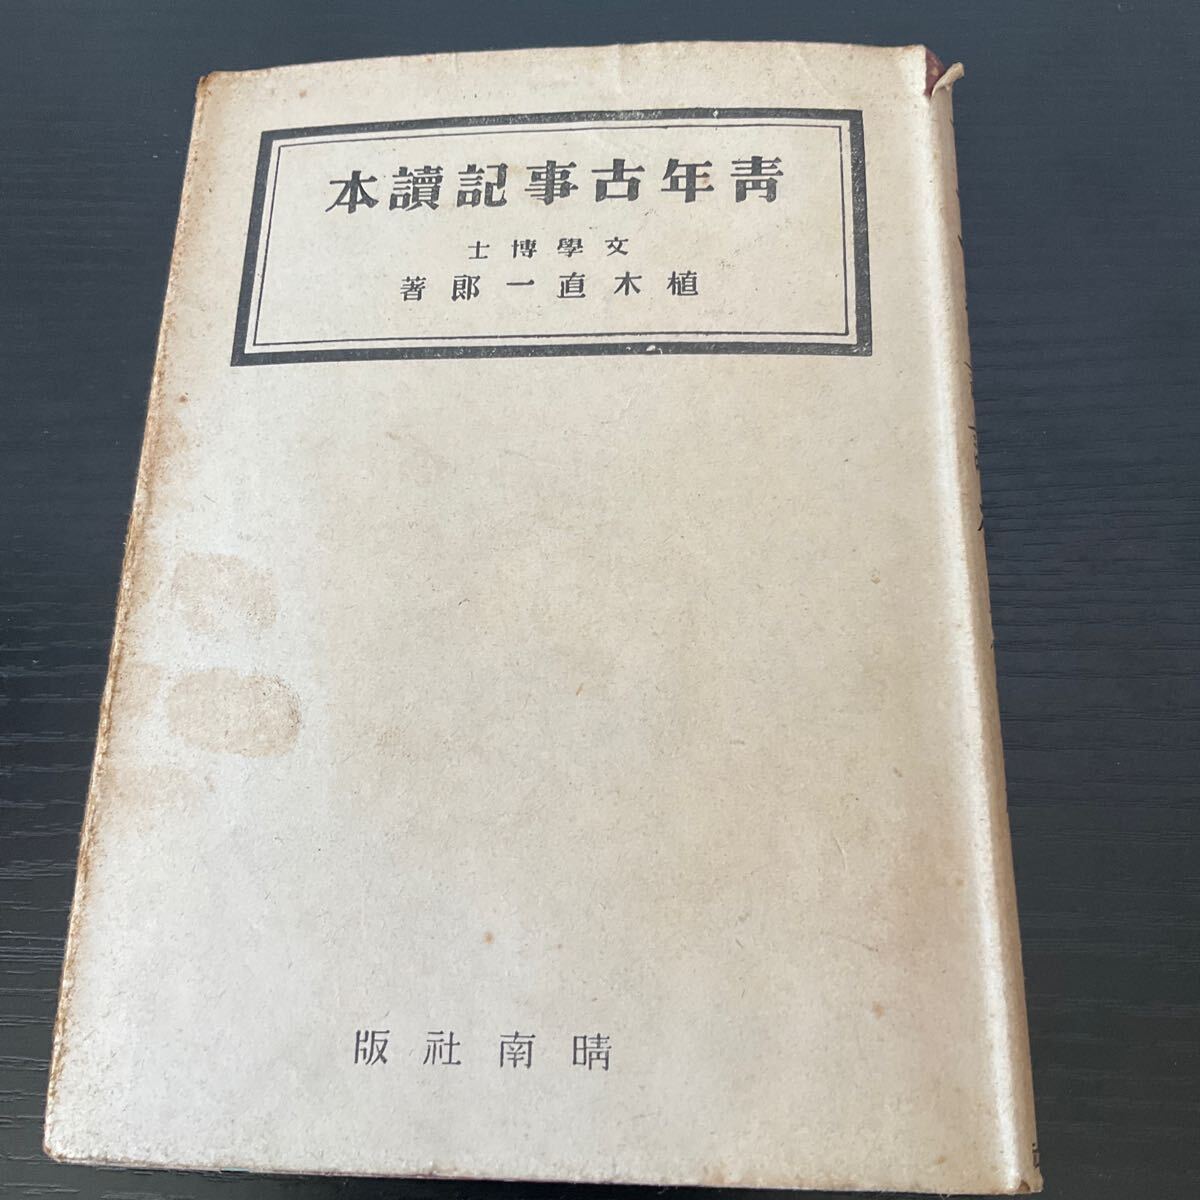 青年古事記讀本
文學博士
植木直一郎著
晴南社版